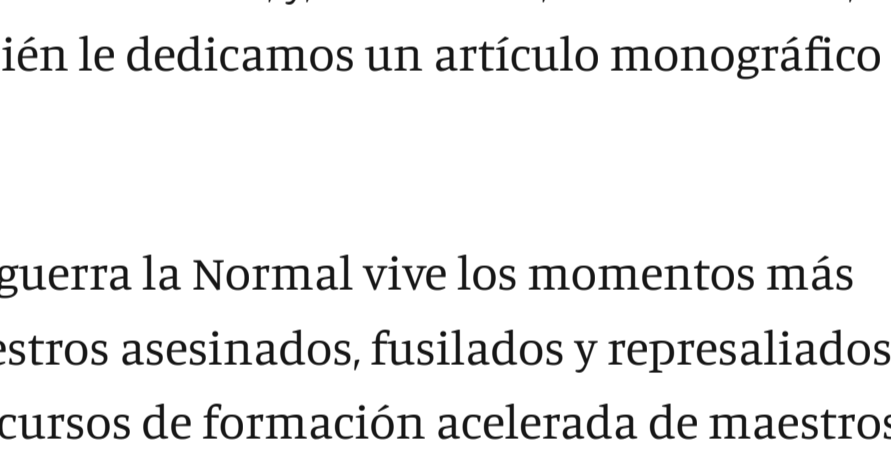 ién le dedicamos un artículo monográfico
guerra la Normal vive los momentos más
estros asesinados, fusilados y represaliados
cursos de formación acelerada de maestros